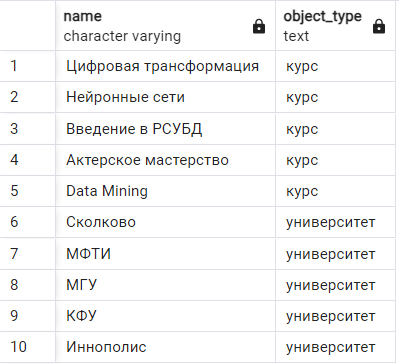 name object_type
character varying text
1 Цифровая трансформация курс
2 Нейронные сети курс
3 Введение в РСУБД курс
4 Актерское мастерство курс
5 Data Mining курс
6 Сколково университет
7 МФТИ университет
8 МГУ университет
9 КФУ университет
10 Иннополис университет